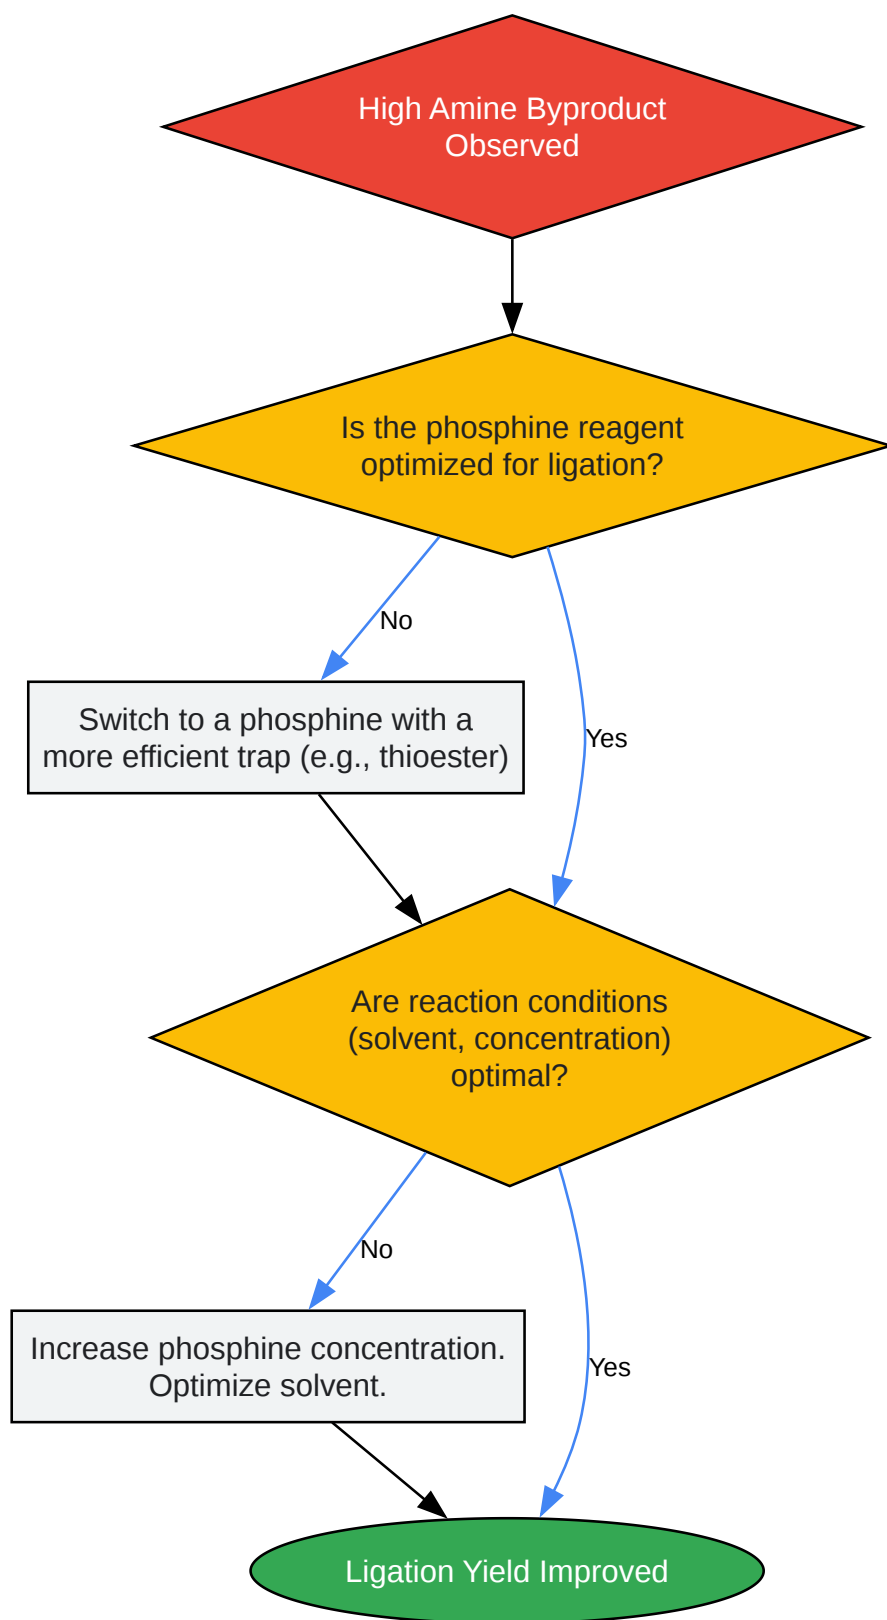 High Amine Byproduct
Observed
Is the phosphine reagent
optimized for ligation?
No
Switch to a phosphine with a
more efficient trap (e.g., thioester)
Yes
Are reaction conditions
(solvent, concentration)
optimal?
No
Increase phosphine concentration.
Optimize solvent.
Yes
Ligation Yield Improved